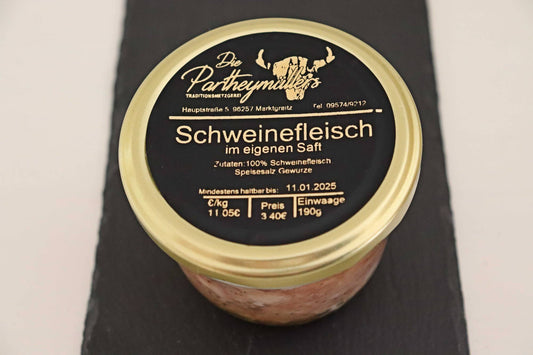 Die
Partheymüllers
TRADITIONSMETZGEREI
Hauptstraße 5 96257 Marktgraitz Tel. 09574/9212
Schweinefleisch
im eigenen Saft
Zutaten:100% Schweinefleisch
Speisesalz Gewürze
Mindestens haltbar bis: 11.01.2025
€/kg Preis Einwaage
11.05€ 3.40€ 190g